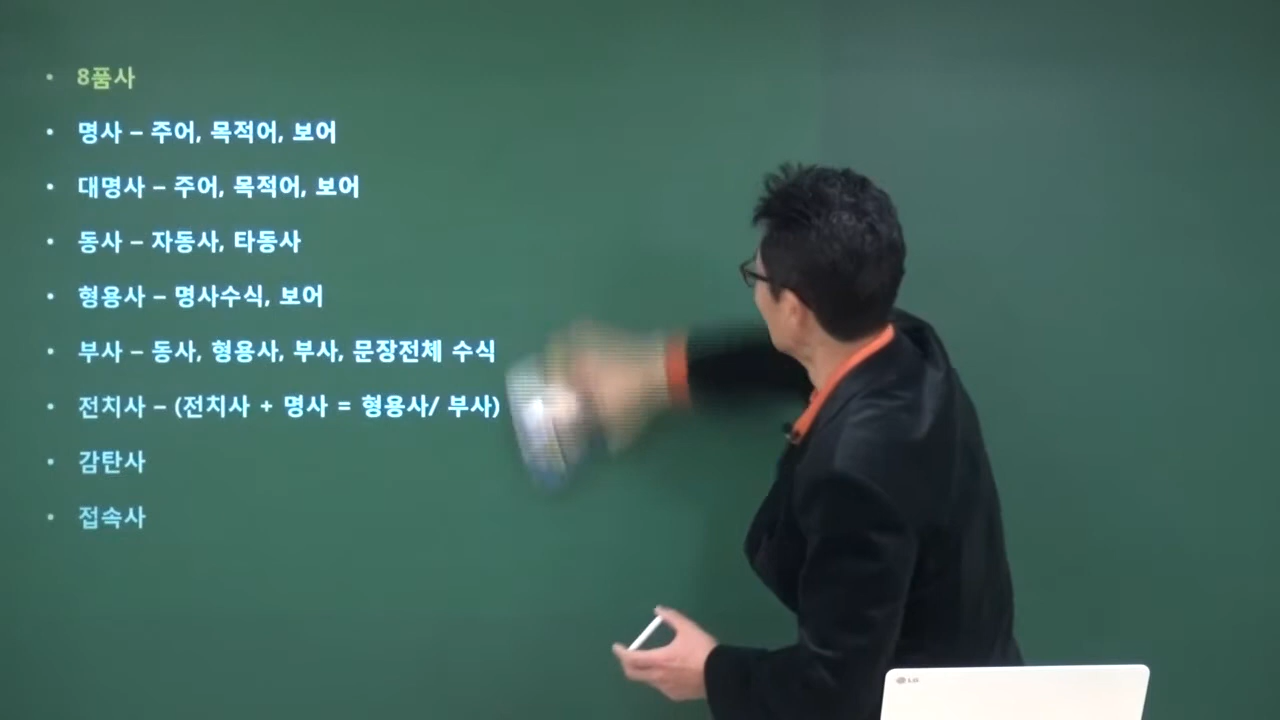 • 8품사
• 명사 – 주어, 목적어, 보어
• 대명사 – 주어, 목적어, 보어
• 동사 – 자동사, 타동사
• 형용사 – 명사수식, 보어
• 부사 – 동사, 형용사, 부사, 문장전체 수식
• 전치사 – (전치사 + 명사 = 형용사/ 부사)
• 감탄사
• 접속사
LG